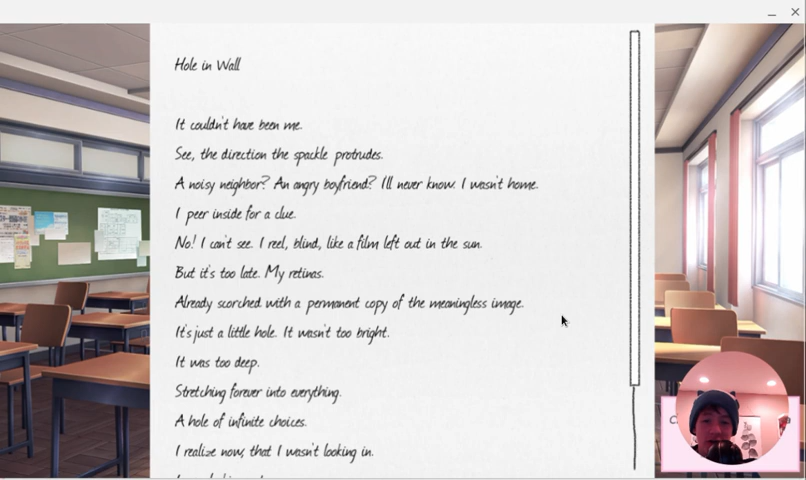 Hole in Wall
It couldn't have been me.
See, the direction the spackle protrudes.
A noisy neighbor? An angry boyfriend? I'll never know. I wasn't home.
I peer inside for a clue.
No! I can't see. I reel, blind, like a film left out in the sun.
But it's too late. My retinas.
Already scorched with a permanent copy of the meaningless image.
It's just a little hole. It wasn't too bright.
It was too deep.
Stretching forever into everything.
A hole of infinite choices.
I realize now, that I wasn't looking in.